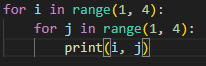 for i in range(1, 4):
    for j in range(1, 4):
        print(i, j)